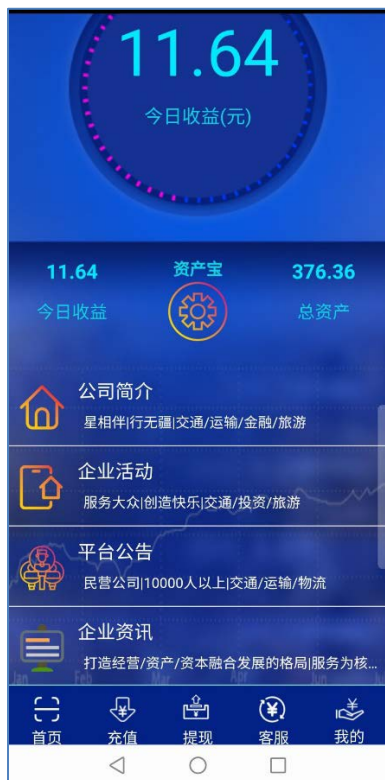 11.64
今日收益(元)
11.64 资产宝 376.36
今日收益 总资产
公司简介
星相伴|行无疆|交通/运输/金融/旅游
企业活动
服务大众|创造快乐|交通/投资/旅游
平台公告
民营公司|10000人以上|交通/运输/物流
企业资讯
打造经营/资产/资本融合发展的格局|服务为核...
Jan Feb Mar Apr Jun
首页 充值 提现 客服 我的